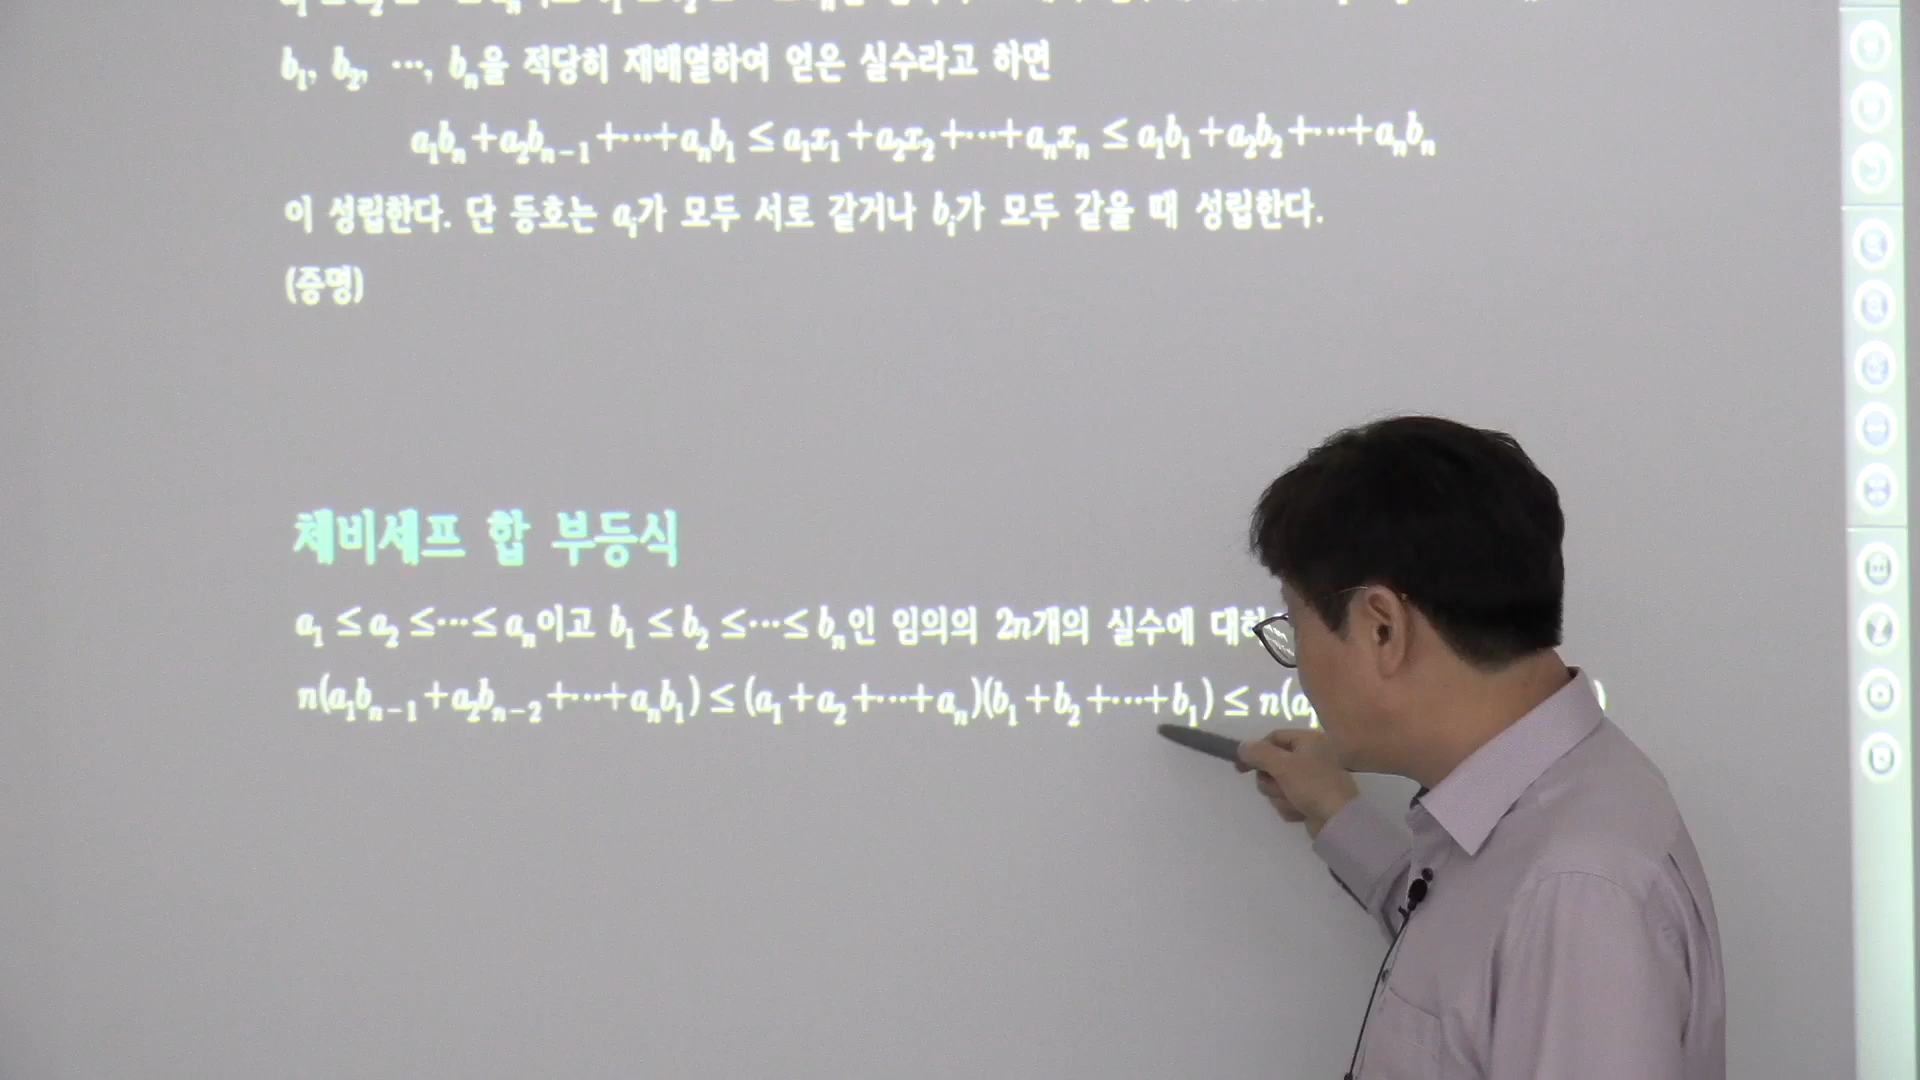 b₁, b₂, ⋯, bₙ을 적당히 재배열하여 얻은 실수라고 하면
a₁bₙ+a₂bₙ₋₁+⋯+aₙb₁ ≤ a₁x₁+a₂x₂+⋯+aₙxₙ ≤ a₁b₁+a₂b₂+⋯+aₙbₙ
이 성립한다. 단 등호는 aᵢ가 모두 서로 같거나 bᵢ가 모두 같을 때 성립한다.
(증명)
체비셰프 합 부등식
a₁ ≤ a₂ ≤⋯≤ aₙ이고 b₁ ≤ b₂ ≤⋯≤ bₙ인 임의의 2n개의 실수에
n(a₁bₙ₋₁+a₂bₙ₋₂+⋯+aₙb₁) ≤ (a₁+a₂+⋯+aₙ)(b₁+b₂+⋯+b₁) ≤ n(a₁ )